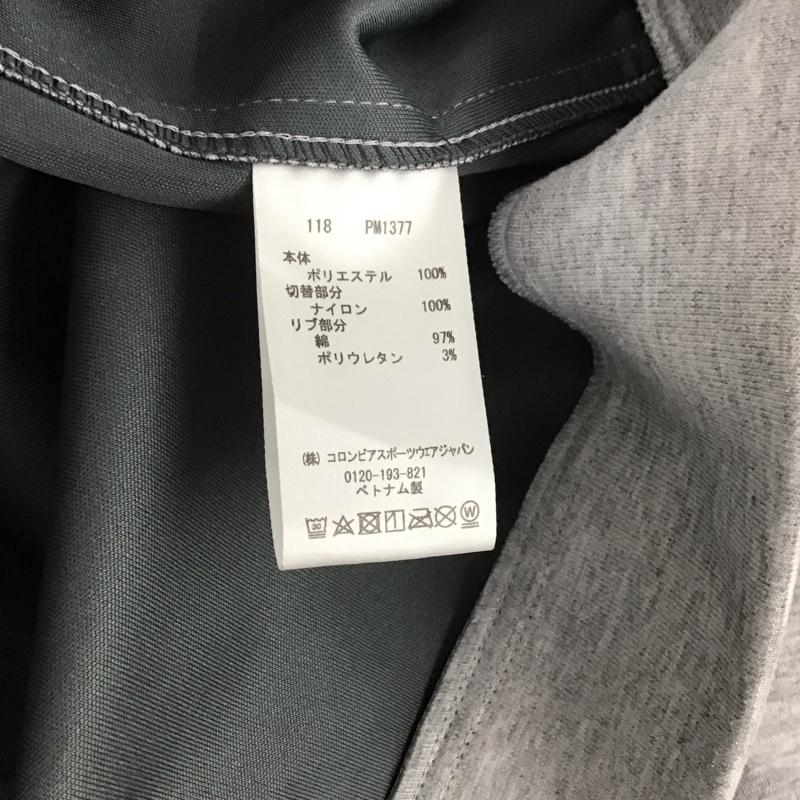 118 PM1377
本体
ポリエステル 100%
切替部分
ナイロン 100%
リブ部分
綿 97%
ポリウレタン 3%
(株) コロンビアスポーツウエアジャパン
0120-193-821
ベトナム製
30 W